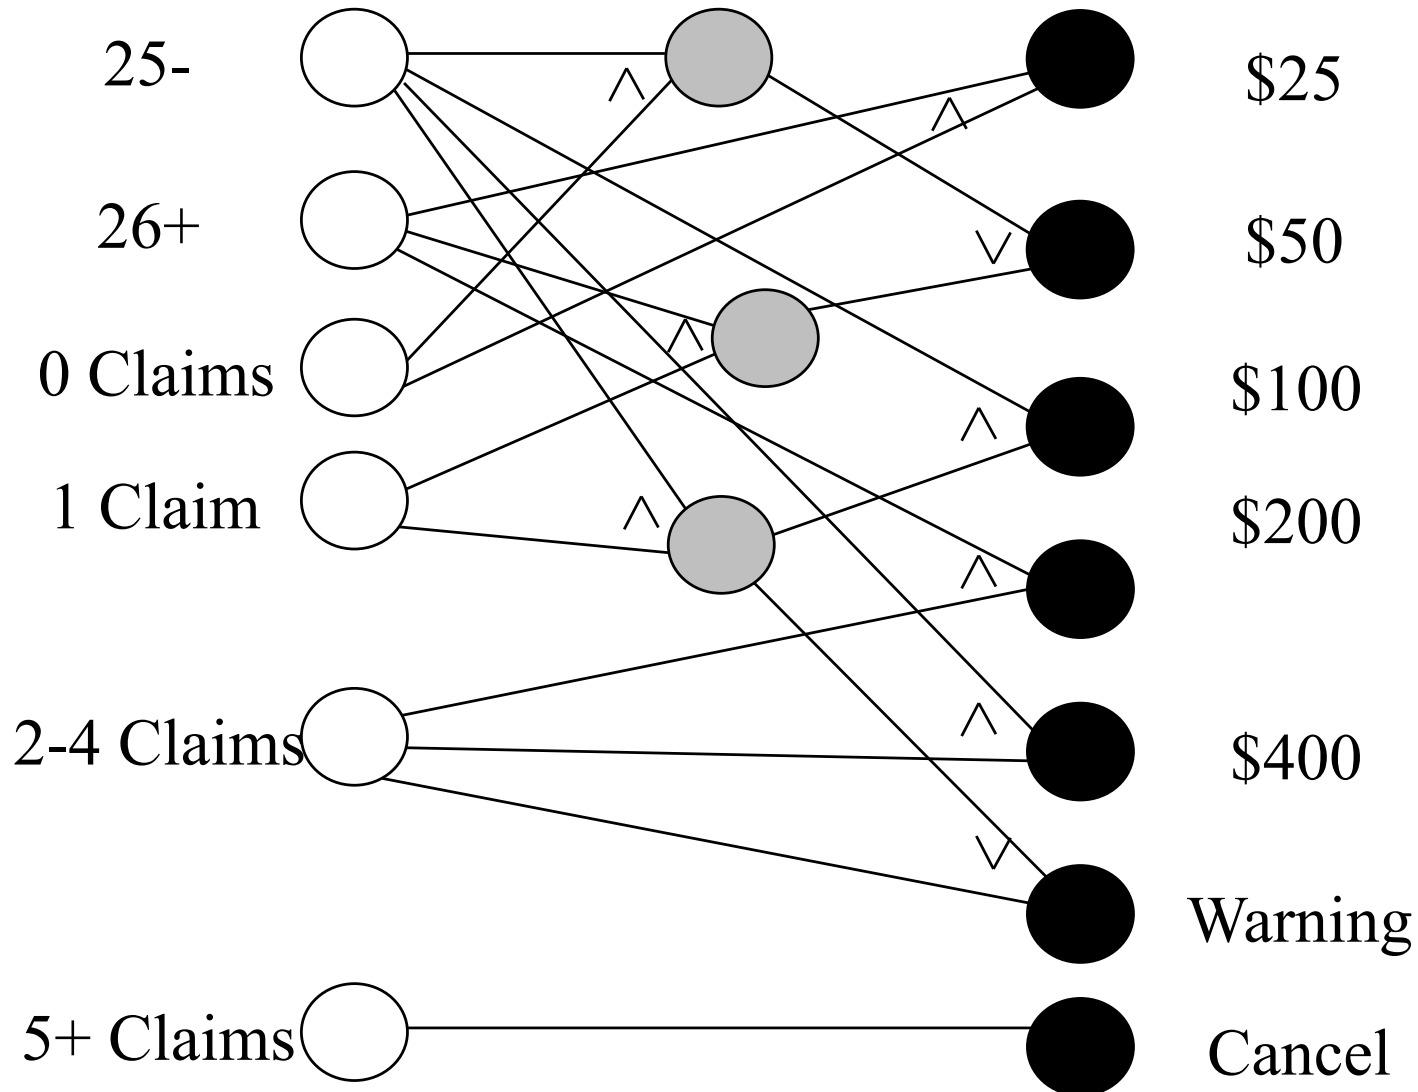 25-
$25
^
^
26+
$50
v
0 Claims
$100
^
^
1 Claim
$200
^
^
2-4 Claims
$400
^
v
Warning
5+ Claims
Cancel